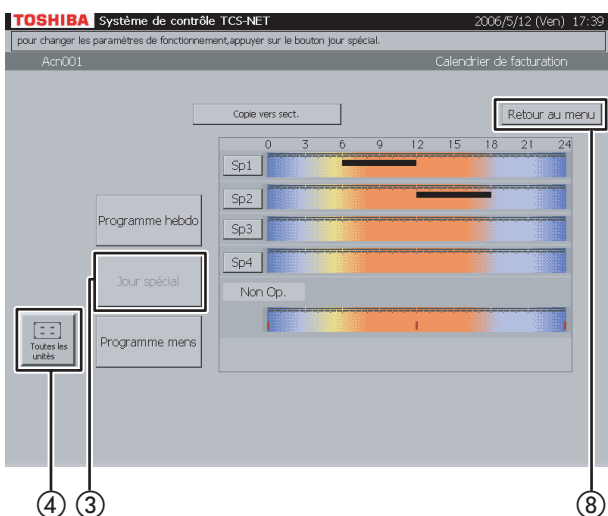 TOSHIBA Système de contrôle TCS-NET 2006/5/12 (Ven) 17:39
pour changer les paramètres de fonctionnement,appuyer sur le bouton jour spécial.
Acn001 Calendrier de facturation
Copie vers sect. Retour au menu
0 3 6 9 12 15 18 21 24
Sp1
Sp2
Programme hebdo
Sp3
Sp4
Jour spécial
Non Op.
Toutes les
unitès
Programme mens
④ ③ ⑧